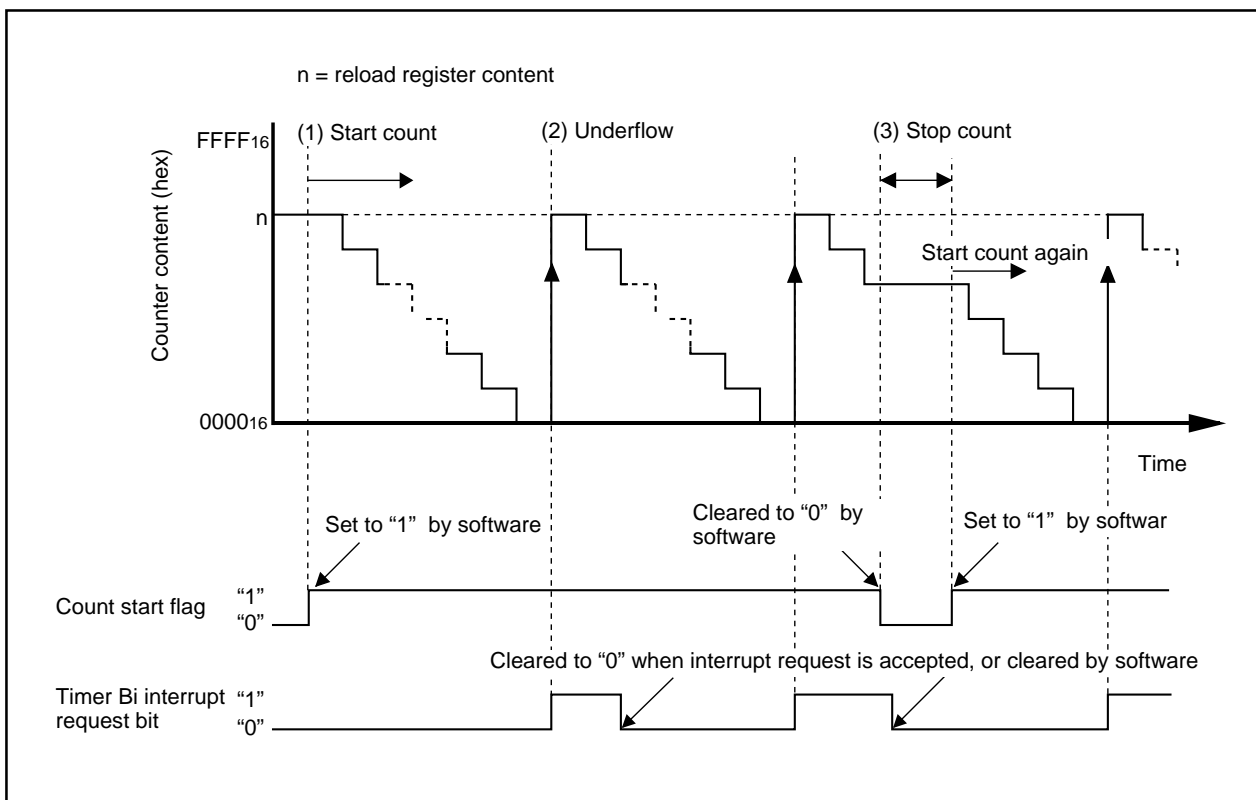 n = reload register content
(1) Start count
(2) Underflow
(3) Stop count
FFFF16
Counter content (hex)
n
Start count again
000016
Time
Set to “1” by software
Cleared to “0” by
software
Set to “1” by softwar
Count start flag
“1”
“0”
Cleared to “0” when interrupt request is accepted, or cleared by software
Timer Bi interrupt
request bit
“1”
“0”